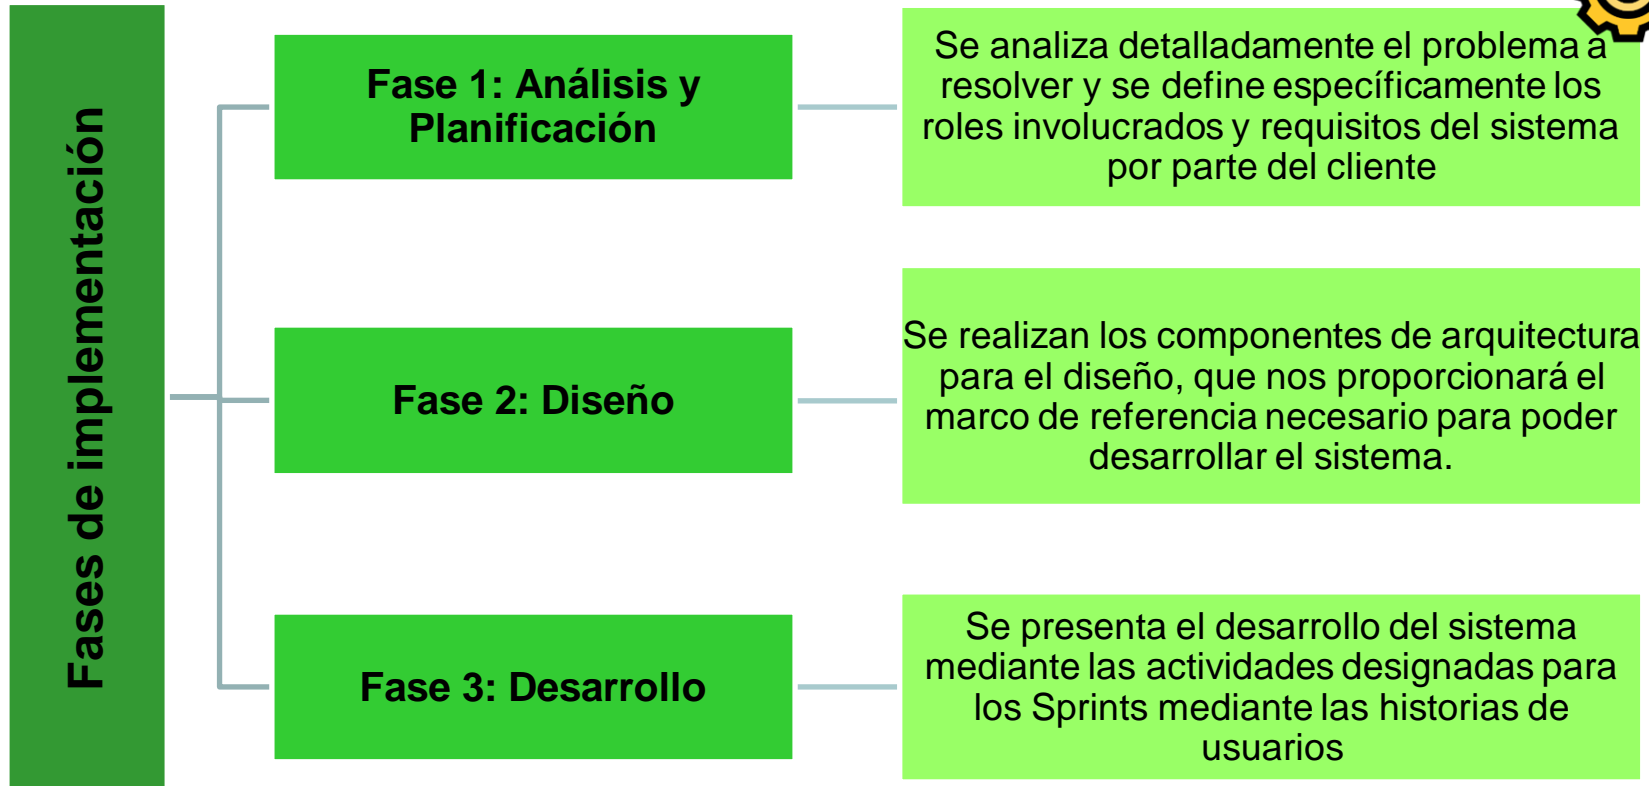 Fases de implementación
Fase 1: Análisis y
Planificación
Se analiza detalladamente el problema a
resolver y se define específicamente los
roles involucrados y requisitos del sistema
por parte del cliente
Fase 2: Diseño
Se realizan los componentes de arquitectura
para el diseño, que nos proporcionará el
marco de referencia necesario para poder
desarrollar el sistema.
Fase 3: Desarrollo
Se presenta el desarrollo del sistema
mediante las actividades designadas para
los Sprints mediante las historias de
usuarios